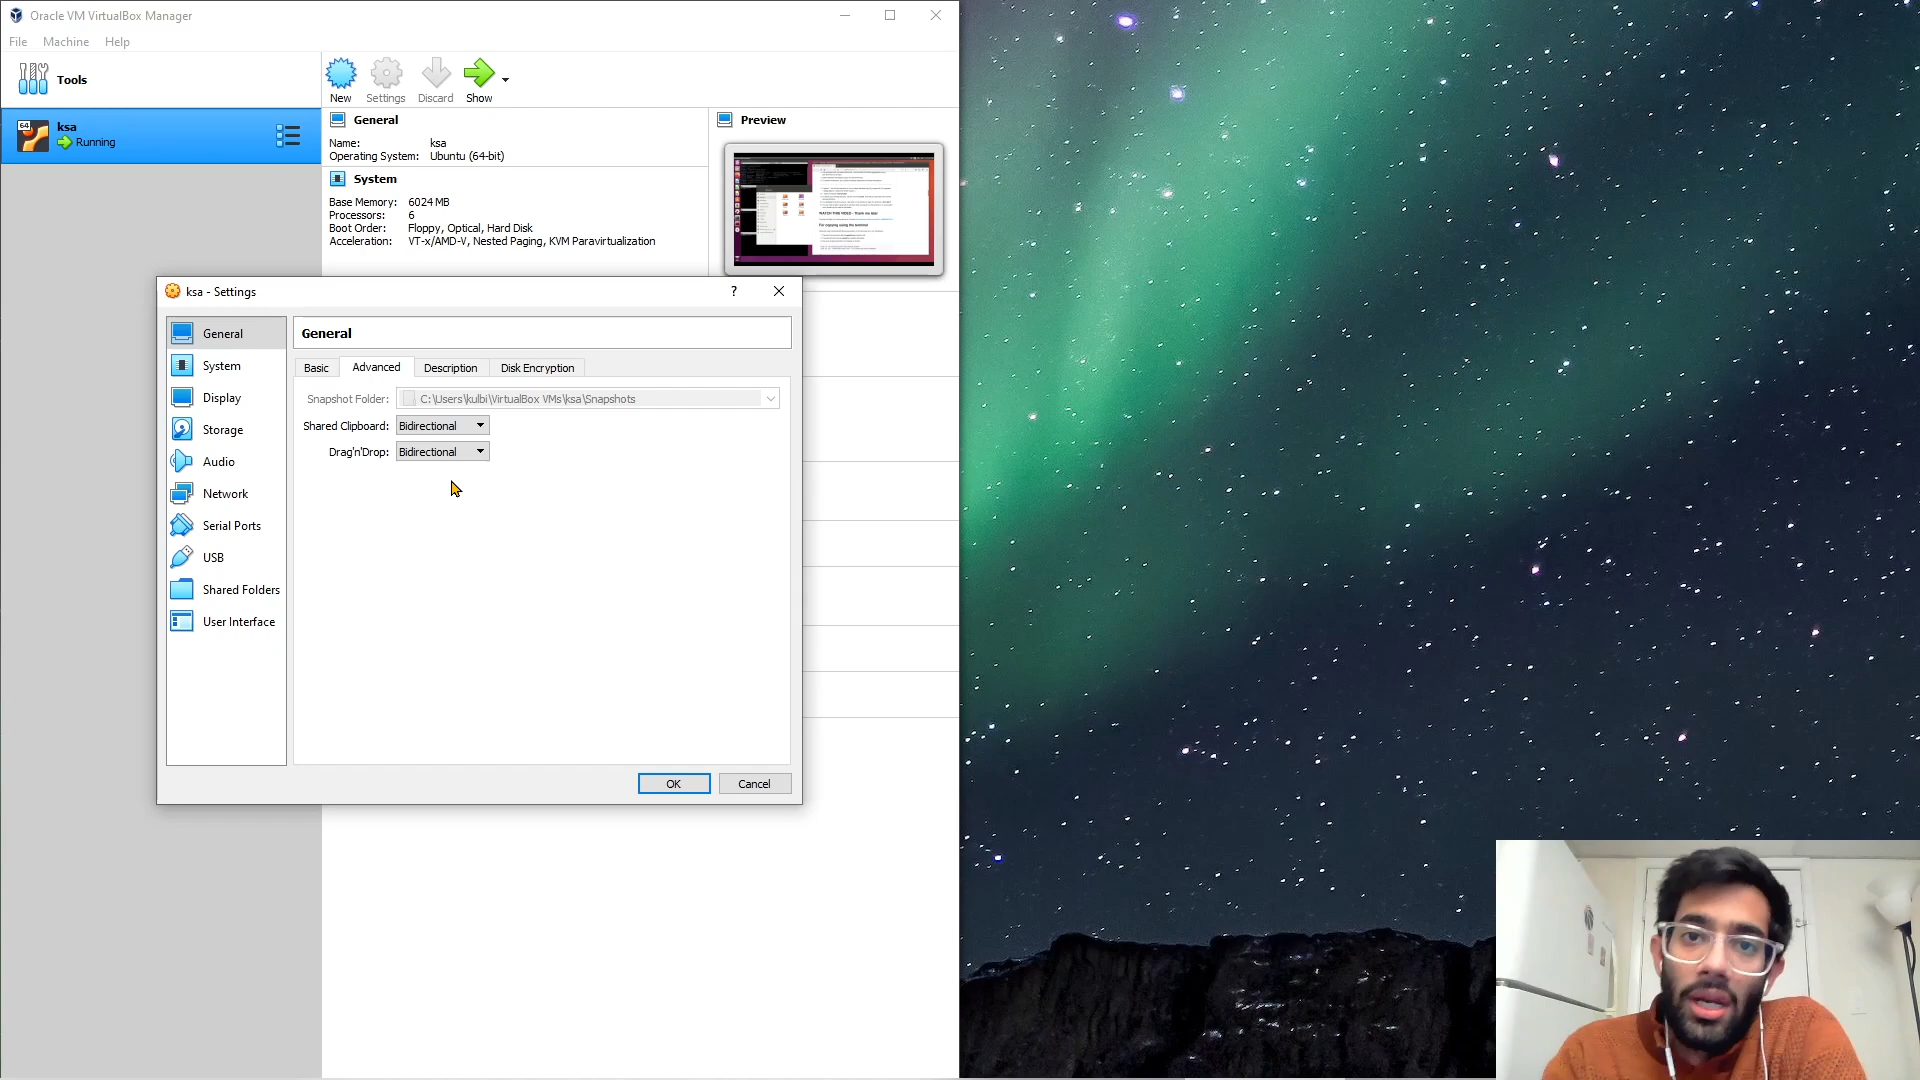 Oracle VM VirtualBox Manager
File Machine Help
Tools
New Settings Discard Show
64
ksa
Running
General
Name: ksa
Operating System: Ubuntu (64-bit)
System
Base Memory: 6024 MB
Processors: 6
Boot Order: Floppy, Optical, Hard Disk
Acceleration: VT-x/AMD-V, Nested Paging, KVM Paravirtualization
Preview
ksa - Settings
?
General
System
Display
Storage
Audio
Network
Serial Ports
USB
Shared Folders
User Interface
General
Basic Advanced Description Disk Encryption
Snapshot Folder: C:\Users\kulbi\VirtualBox VMs\ksa\Snapshots
Shared Clipboard: Bidirectional
Drag'n'Drop: Bidirectional
OK Cancel